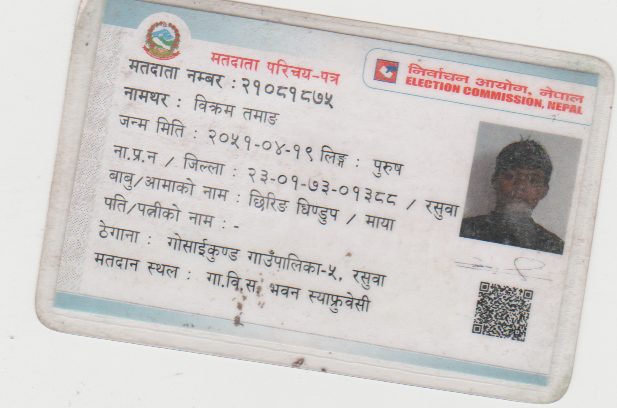 मतदाता परिचय-पत्र
निर्वाचन आयोग, नेपाल
ELECTION COMMISSION, NEPAL
मतदाता नम्बर : २१०८१८७५
नामथर : विक्रम तमाङ
जन्म मिति : २०५१-०४-१९ लिङ्ग : पुरुष
ना.प्र.न / जिल्ला : २३-०१-७३-०१३८८ / रसुवा
बाबु/आमाको नाम : छिरिङ धिण्डुप / माया
पति/पत्नीको नाम : -
ठेगाना : गोसाईकुण्ड गाउँपालिका-५, रसुवा
मतदान स्थल : गा.वि.स. भवन स्याफ्रुवेसी